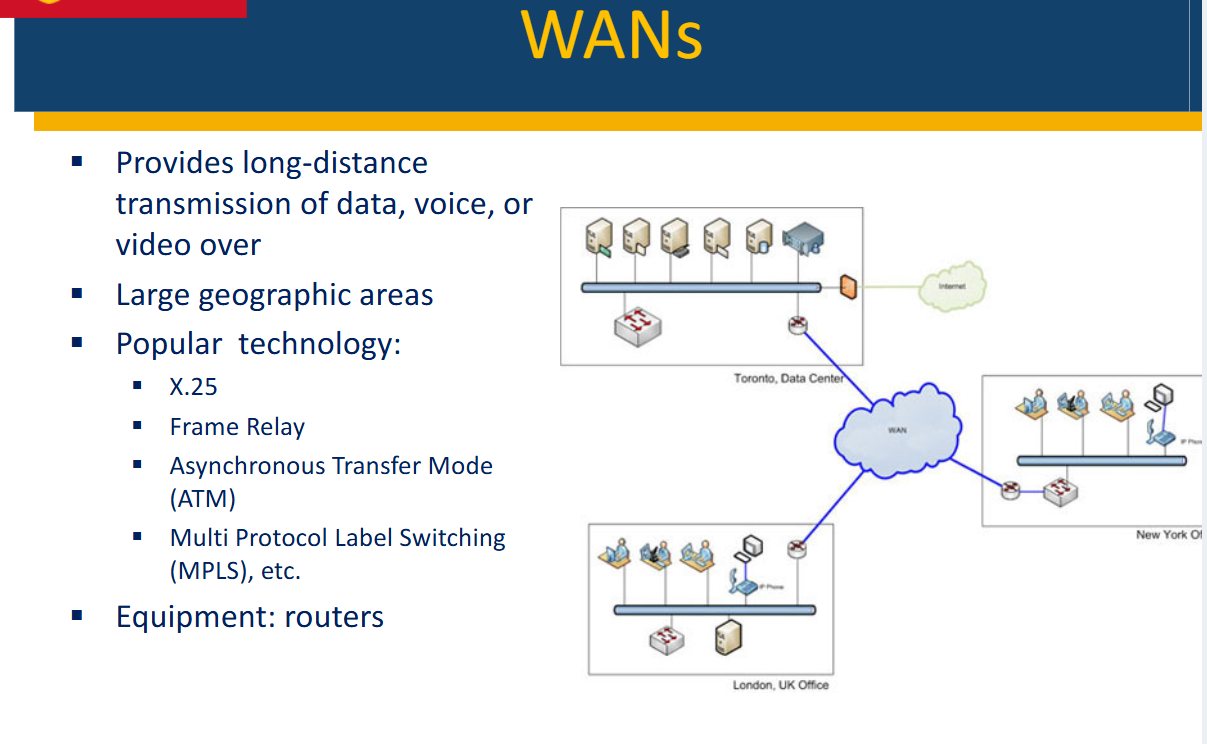 WANs
▪ Provides long-distance
transmission of data, voice, or
video over
▪ Large geographic areas
▪ Popular technology:
▪ X.25
▪ Frame Relay
▪ Asynchronous Transfer Mode
(ATM)
▪ Multi Protocol Label Switching
(MPLS), etc.
▪ Equipment: routers
Internet
Toronto, Data Center
WAN
IP Phone
New York Of
IP Phone
London, UK Office